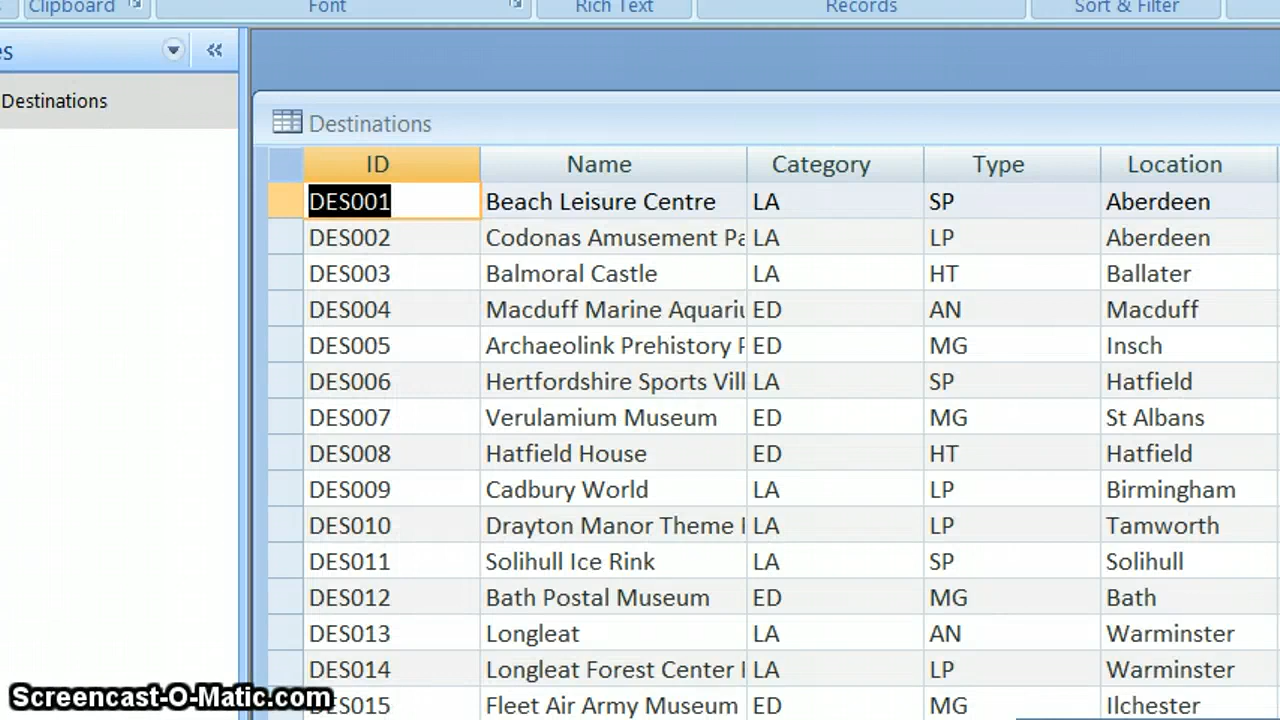 Clipboard Font Rich Text Records Sort & Filter
es
Destinations
Destinations
ID Name Category Type Location
DES001 Beach Leisure Centre LA SP Aberdeen
DES002 Codonas Amusement Pa LA LP Aberdeen
DES003 Balmoral Castle LA HT Ballater
DES004 Macduff Marine Aquariu ED AN Macduff
DES005 Archaeolink Prehistory P ED MG Insch
DES006 Hertfordshire Sports Vill LA SP Hatfield
DES007 Verulamium Museum ED MG St Albans
DES008 Hatfield House ED HT Hatfield
DES009 Cadbury World LA LP Birmingham
DES010 Drayton Manor Theme LA LP Tamworth
DES011 Solihull Ice Rink LA SP Solihull
DES012 Bath Postal Museum ED MG Bath
DES013 Longleat LA AN Warminster
DES014 Longleat Forest Center LA LP Warminster
DES015 Fleet Air Army Museum ED MG Ilchester
Screencast-O-Matic.com